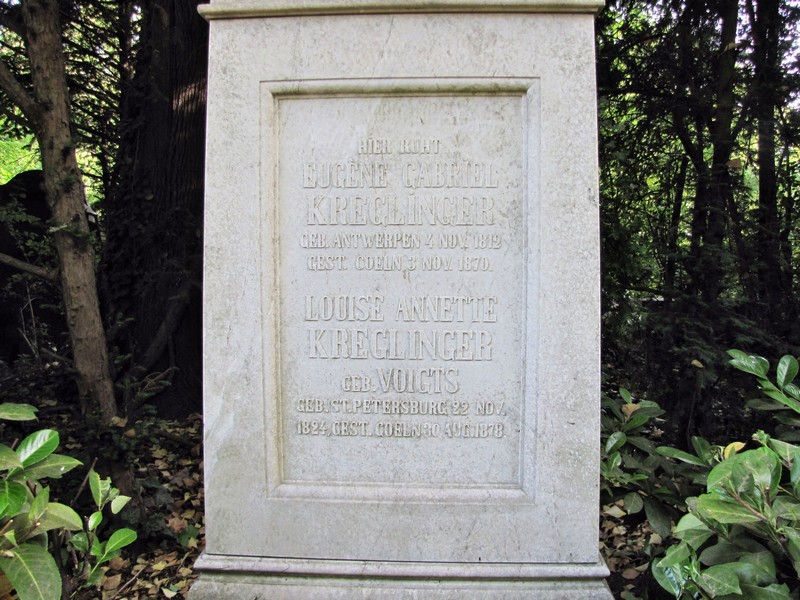 HIER RUHT
EUGÈNE GABRIEL
KREGLINGER
GEB. ANTWERPEN 4 NOV. 1812
GEST. COELN, 3 NOV. 1870.
LOUISE ANNETTE
KREGLINGER
GEB. VOIGTS
GEB. ST. PETERSBURG, 22 NOV.
1824, GEST. COELN 30 AUG. 1878.